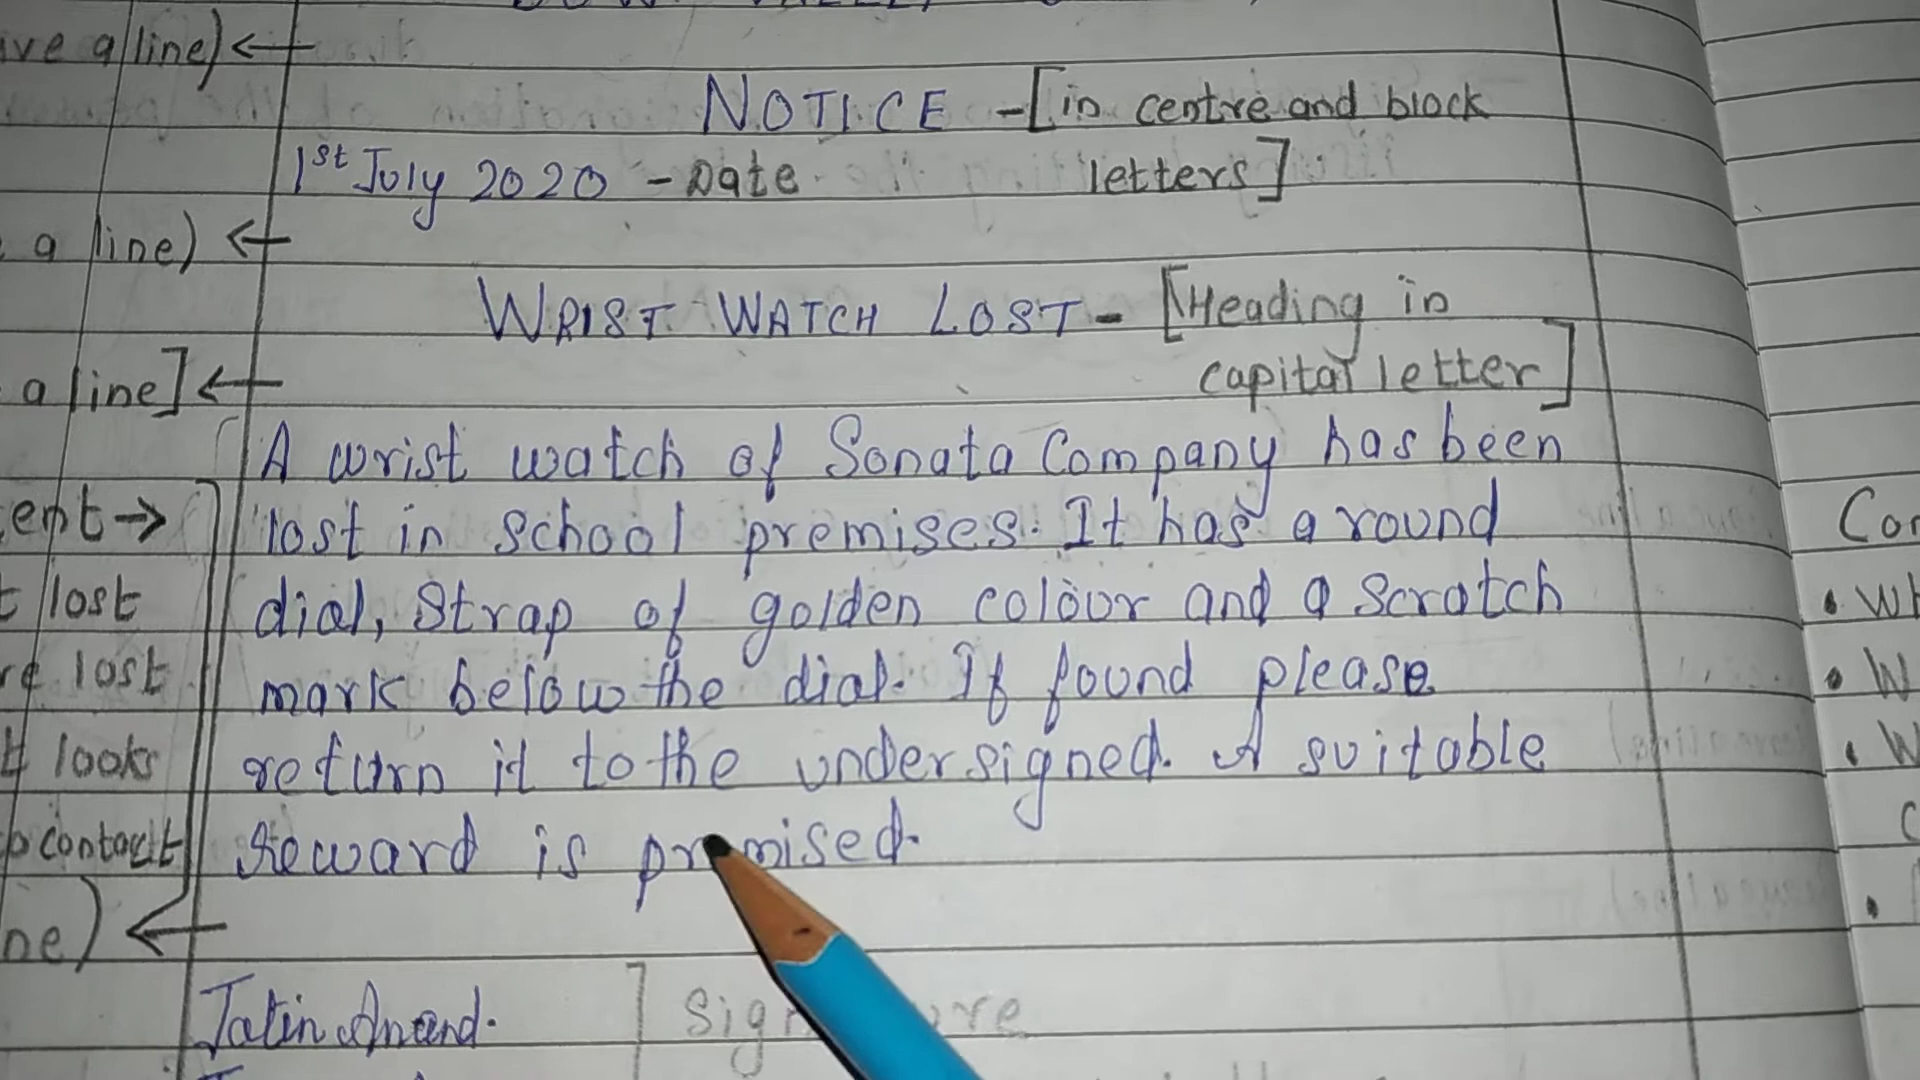 ve a line) ←
NOTICE - [in centre and block
1st July 2020 - Date letters]
a line) ←
WRIST WATCH LOST - [Heading in
capital letter]
a line] ←
A wrist watch of Sonata Company has been
lost in school premises. It has a round
dial, Strap of golden colour and a scratch
mark below the dial. If found please
return it to the undersigned. A suitable
reward is promised.
→
lost
lost
looks
contact
ne) ←
Jatin Anand.
Con
• Wh
• W
• W
C